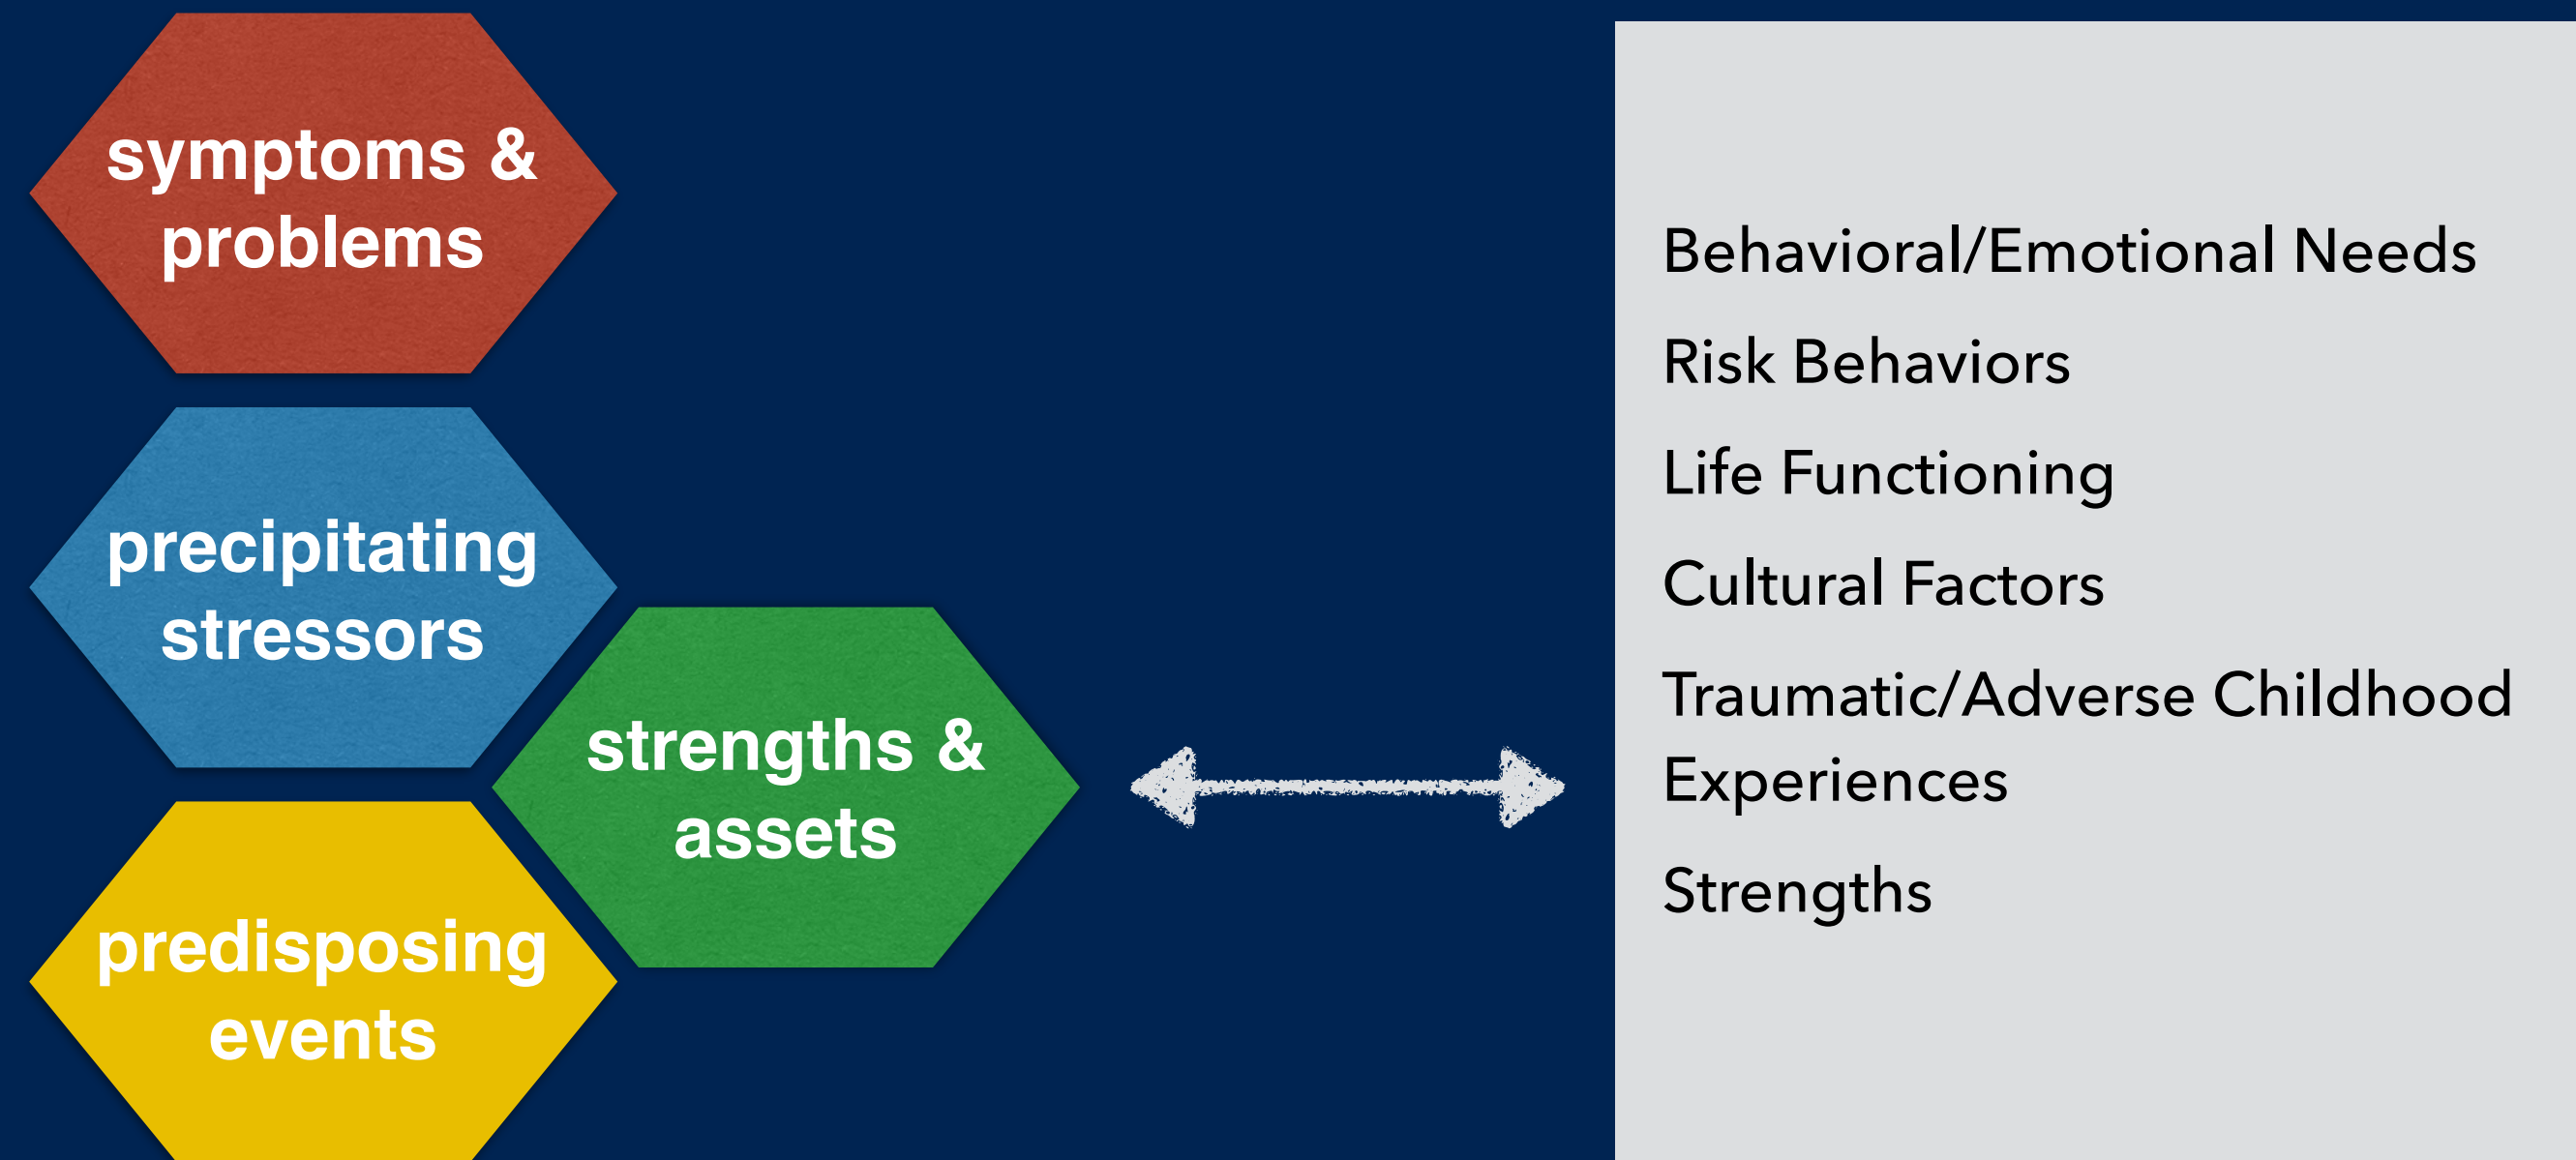 symptoms &
problems
precipitating
stressors
strengths &
assets
predisposing
events
Behavioral/Emotional Needs
Risk Behaviors
Life Functioning
Cultural Factors
Traumatic/Adverse Childhood
Experiences
Strengths